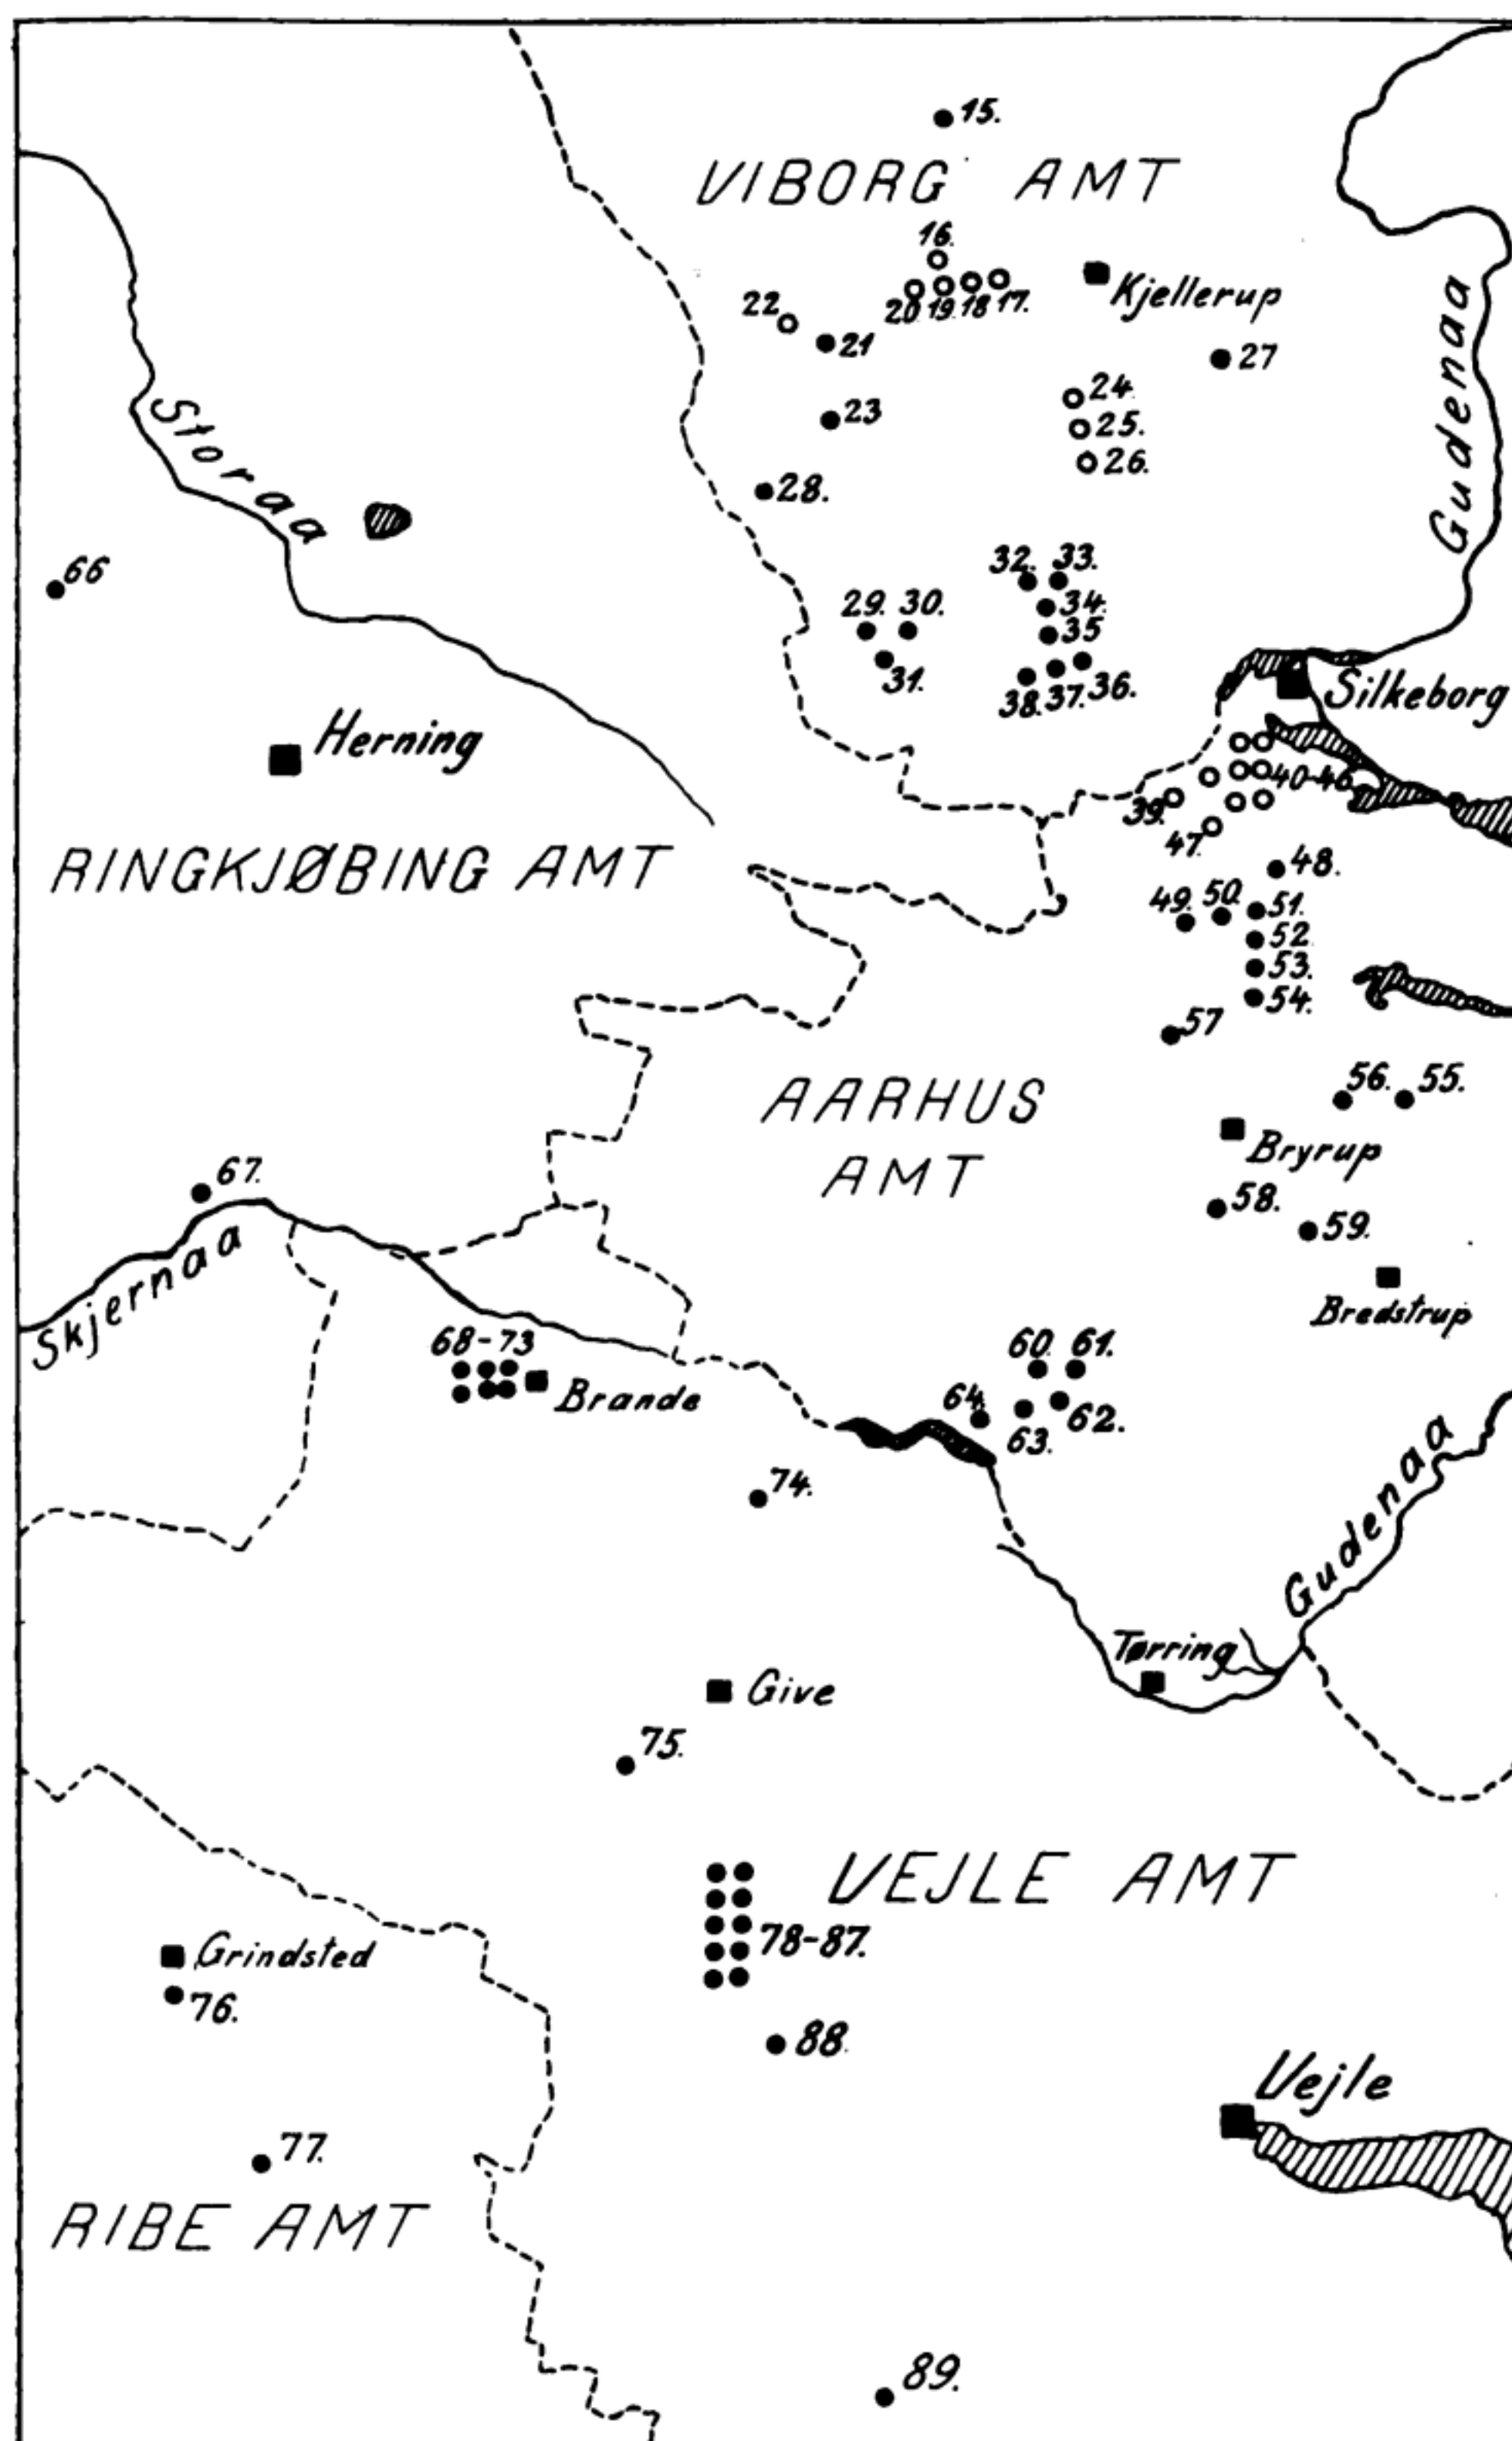 15.
VIBORG AMT
16.
Kjellerup
22
20. 19. 18 17.
21
27
24.
23
25.
26.
Gudenaa
Storaa
28.
66
32. 33.
34.
29. 30.
35
31.
38. 37. 36.
Silkeborg
Herning
40-46
39.
47.
RINGKJØBING AMT
48.
49. 50. 51.
52.
53.
54.
57
56. 55.
AARHUS
AMT
Bryrup
67.
58.
59.
Skjernaa
Bredstrup
68-73
60. 61.
Brande
64. 62.
63.
74.
Gudenaa
Tørring
Give
75.
VEJLE AMT
78-87.
Grindsted
76.
88.
Vejle
77.
RIBE AMT
89.